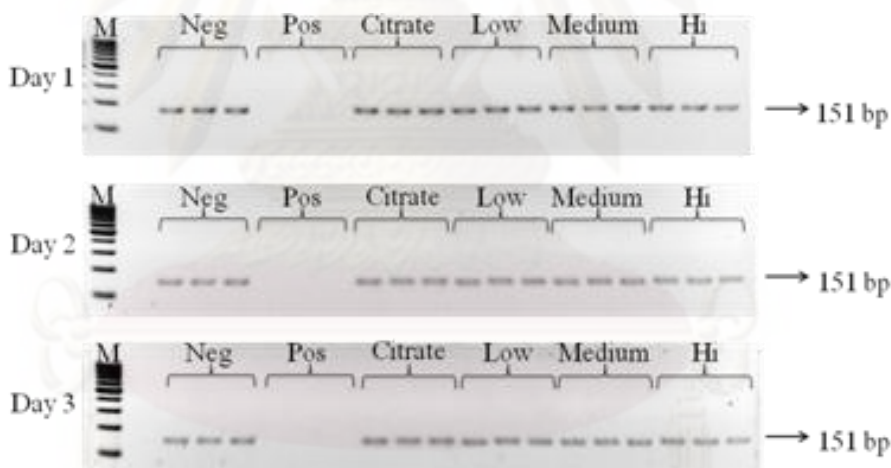 M Neg Pos Citrate Low Medium Hi
Day 1
151 bp
M Neg Pos Citrate Low Medium Hi
Day 2
151 bp
M Neg Pos Citrate Low Medium Hi
Day 3
151 bp